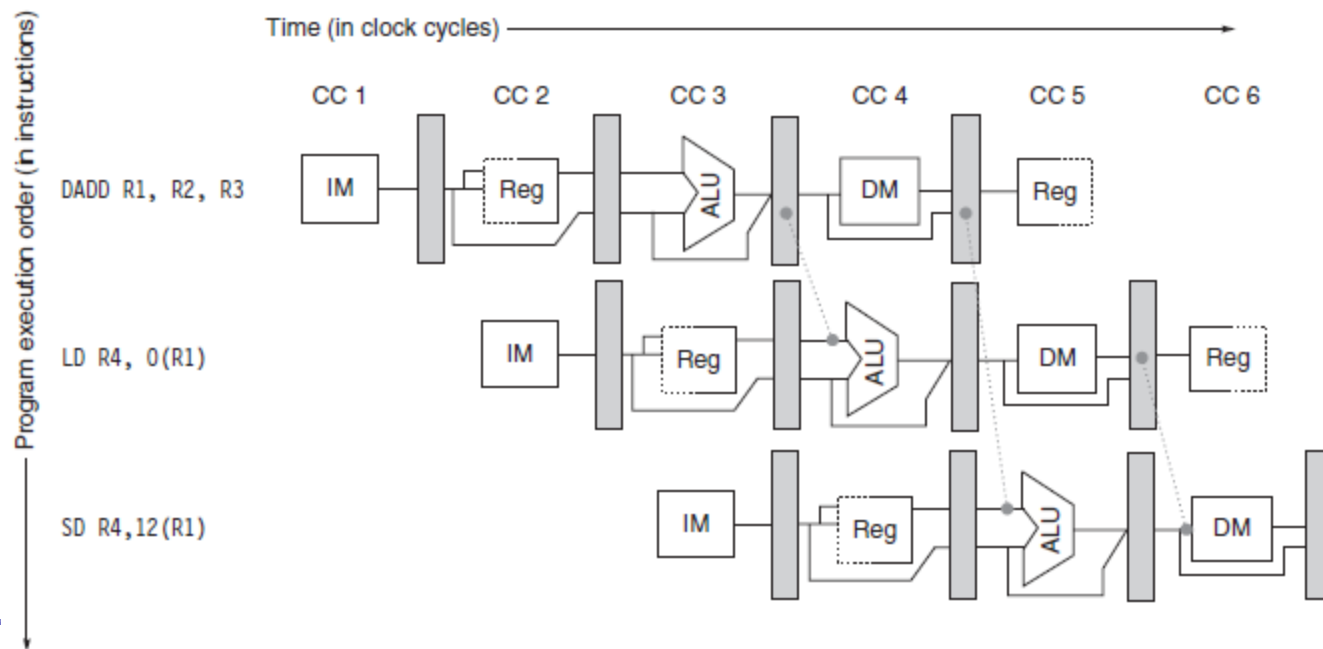 Time (in clock cycles)
Program execution order (in instructions)
CC 1 CC 2 CC 3 CC 4 CC 5 CC 6
DADD R1, R2, R3 IM Reg ALU DM Reg
LD R4, 0(R1) IM Reg ALU DM Reg
SD R4,12(R1) IM Reg ALU DM